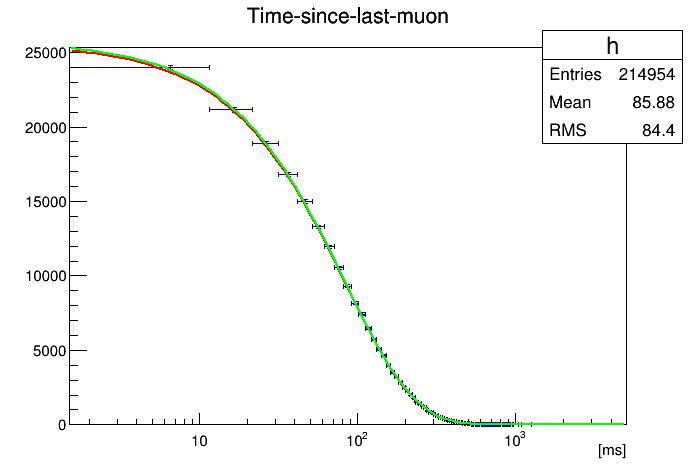 Time-since-last-muon
h
Entries 214954
Mean 85.88
RMS 84.4
25000
20000
15000
10000
5000
0
10
10²
10³
[ms]